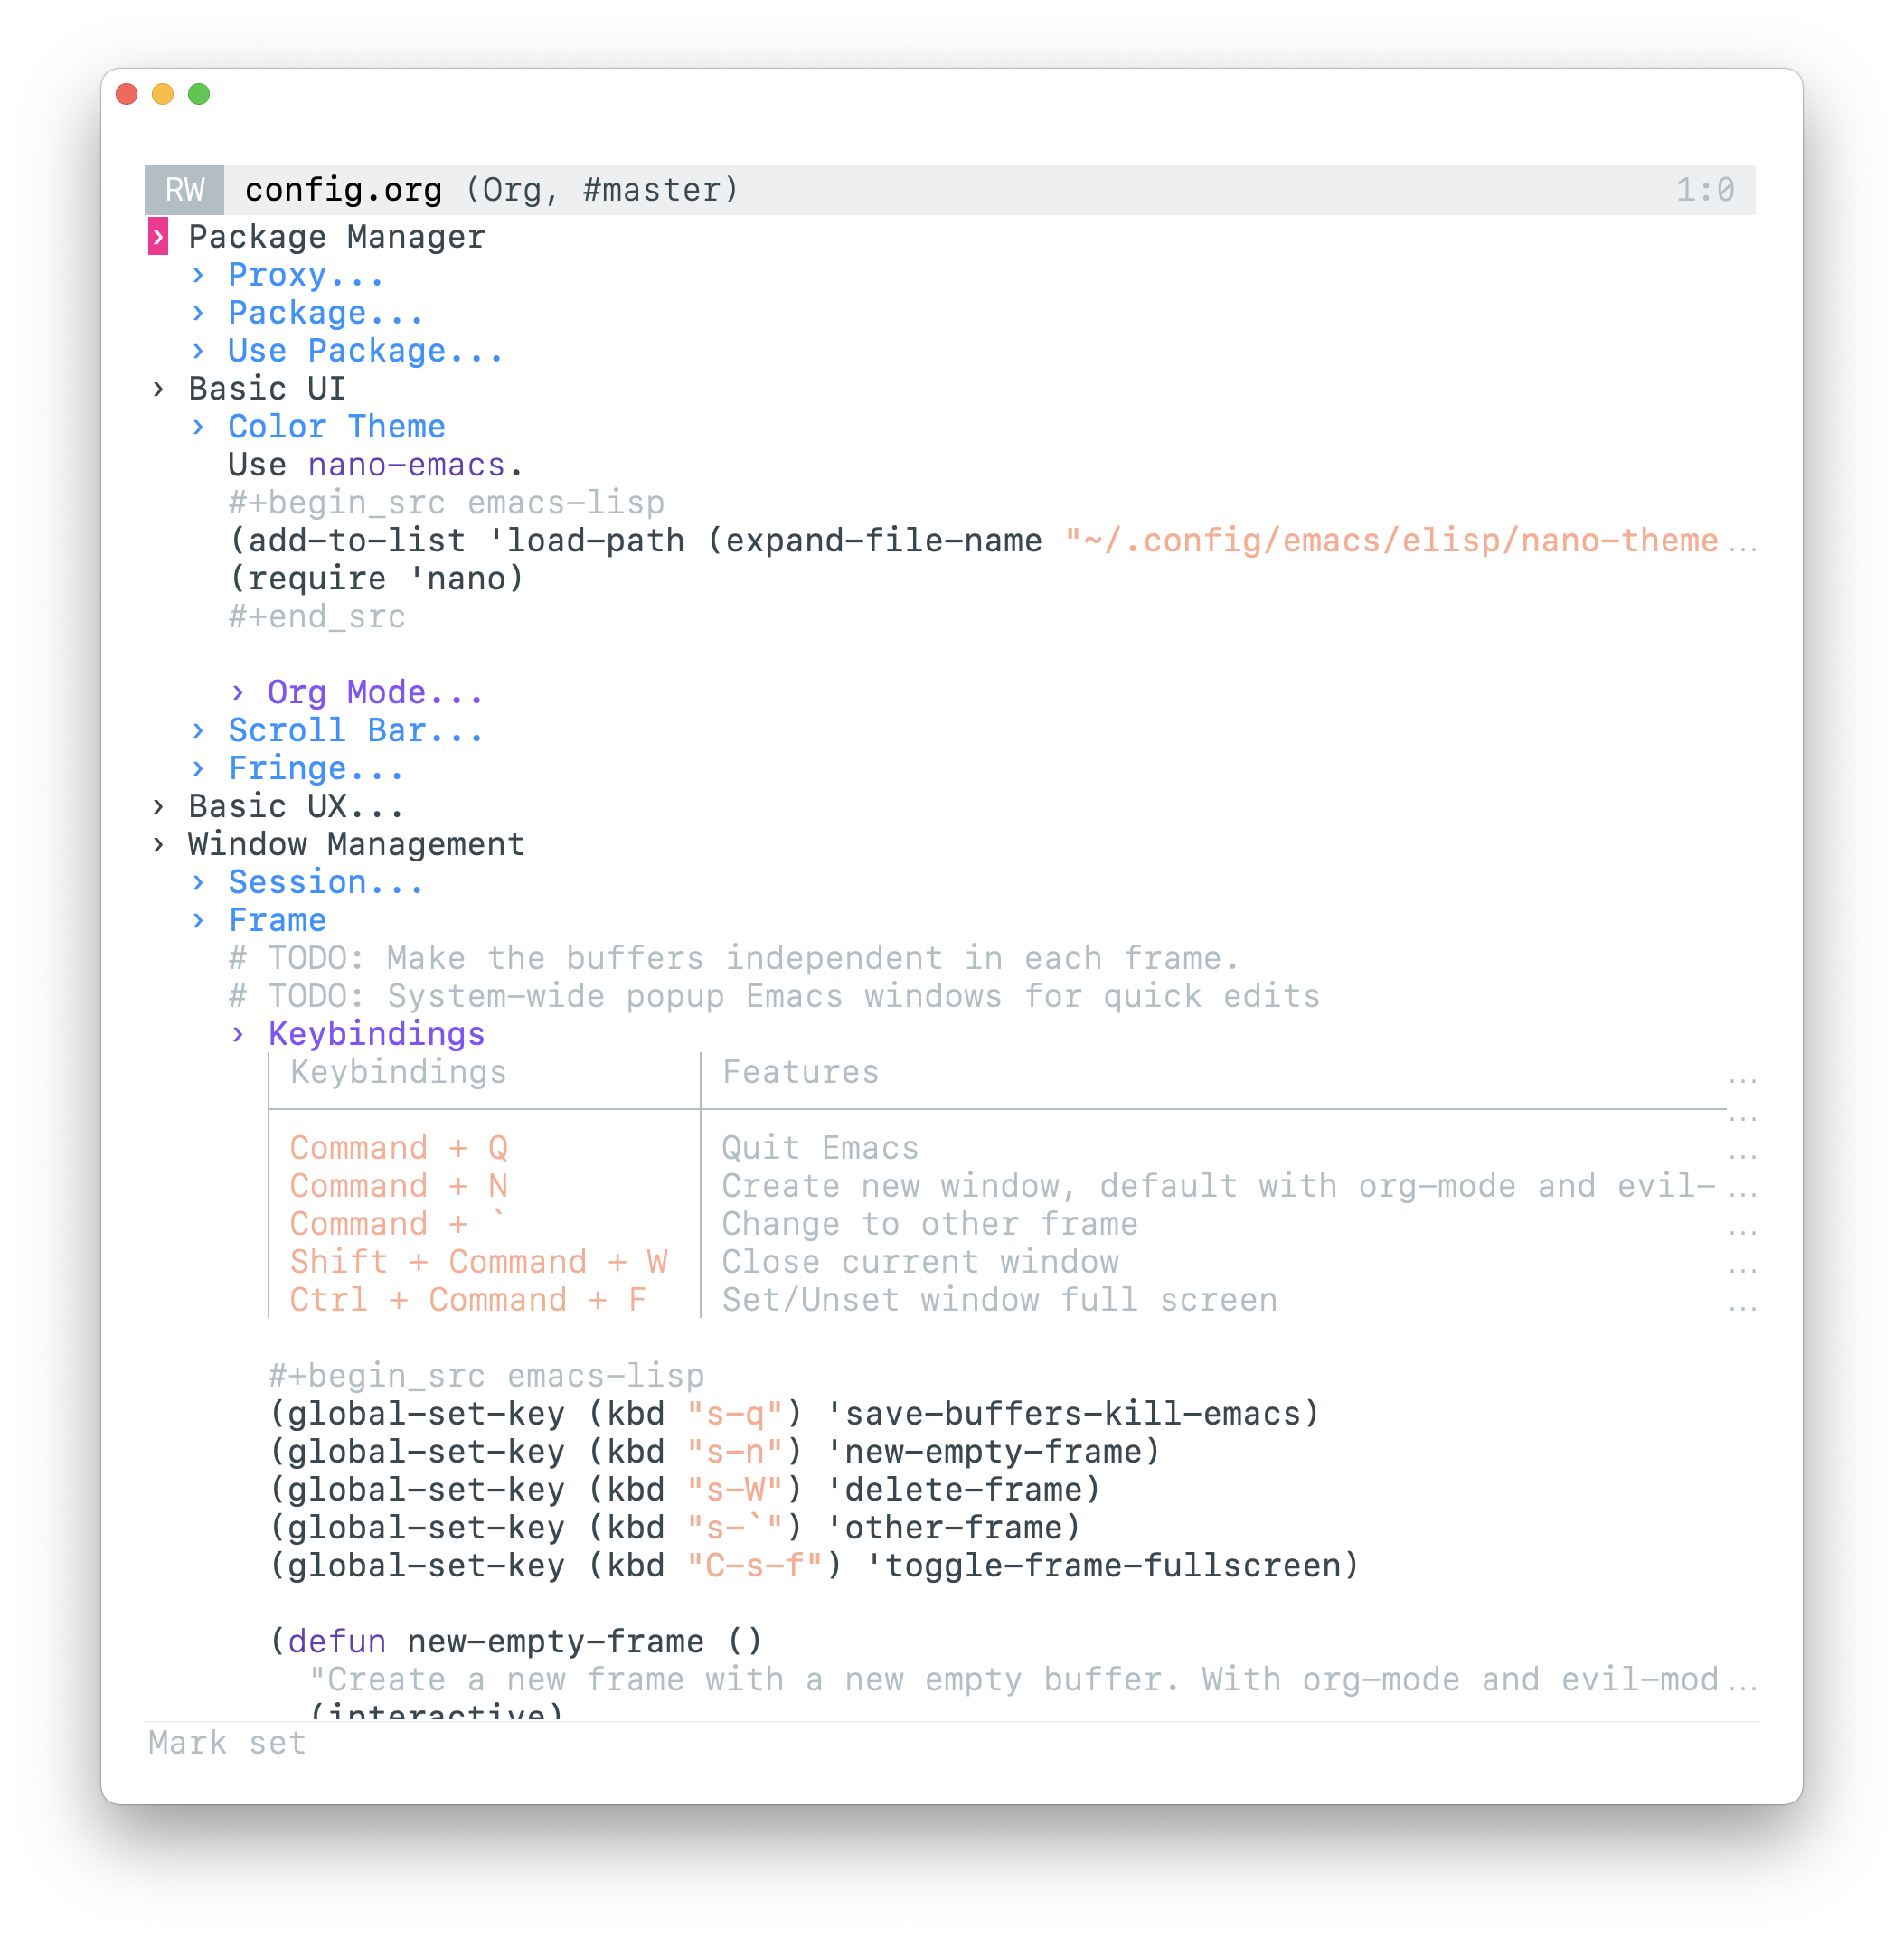 RW config.org (Org, #master) 1:0
› Package Manager
› Proxy...
› Package...
› Use Package...
› Basic UI
› Color Theme
Use nano-emacs.
#+begin_src emacs-lisp
(add-to-list 'load-path (expand-file-name "~/.config/emacs/elisp/nano-theme...
(require 'nano)
#+end_src
› Org Mode...
› Scroll Bar...
› Fringe...
› Basic UX...
› Window Management
› Session...
› Frame
# TODO: Make the buffers independent in each frame.
# TODO: System-wide popup Emacs windows for quick edits
› Keybindings
Keybindings Features ...
...
Command + Q Quit Emacs ...
Command + N Create new window, default with org-mode and evil-...
Command + ` Change to other frame ...
Shift + Command + W Close current window ...
Ctrl + Command + F Set/Unset window full screen ...
#+begin_src emacs-lisp
(global-set-key (kbd "s-q") 'save-buffers-kill-emacs)
(global-set-key (kbd "s-n") 'new-empty-frame)
(global-set-key (kbd "s-W") 'delete-frame)
(global-set-key (kbd "s-`") 'other-frame)
(global-set-key (kbd "C-s-f") 'toggle-frame-fullscreen)
(defun new-empty-frame ()
"Create a new frame with a new empty buffer. With org-mode and evil-mod...
(interactive)
Mark set